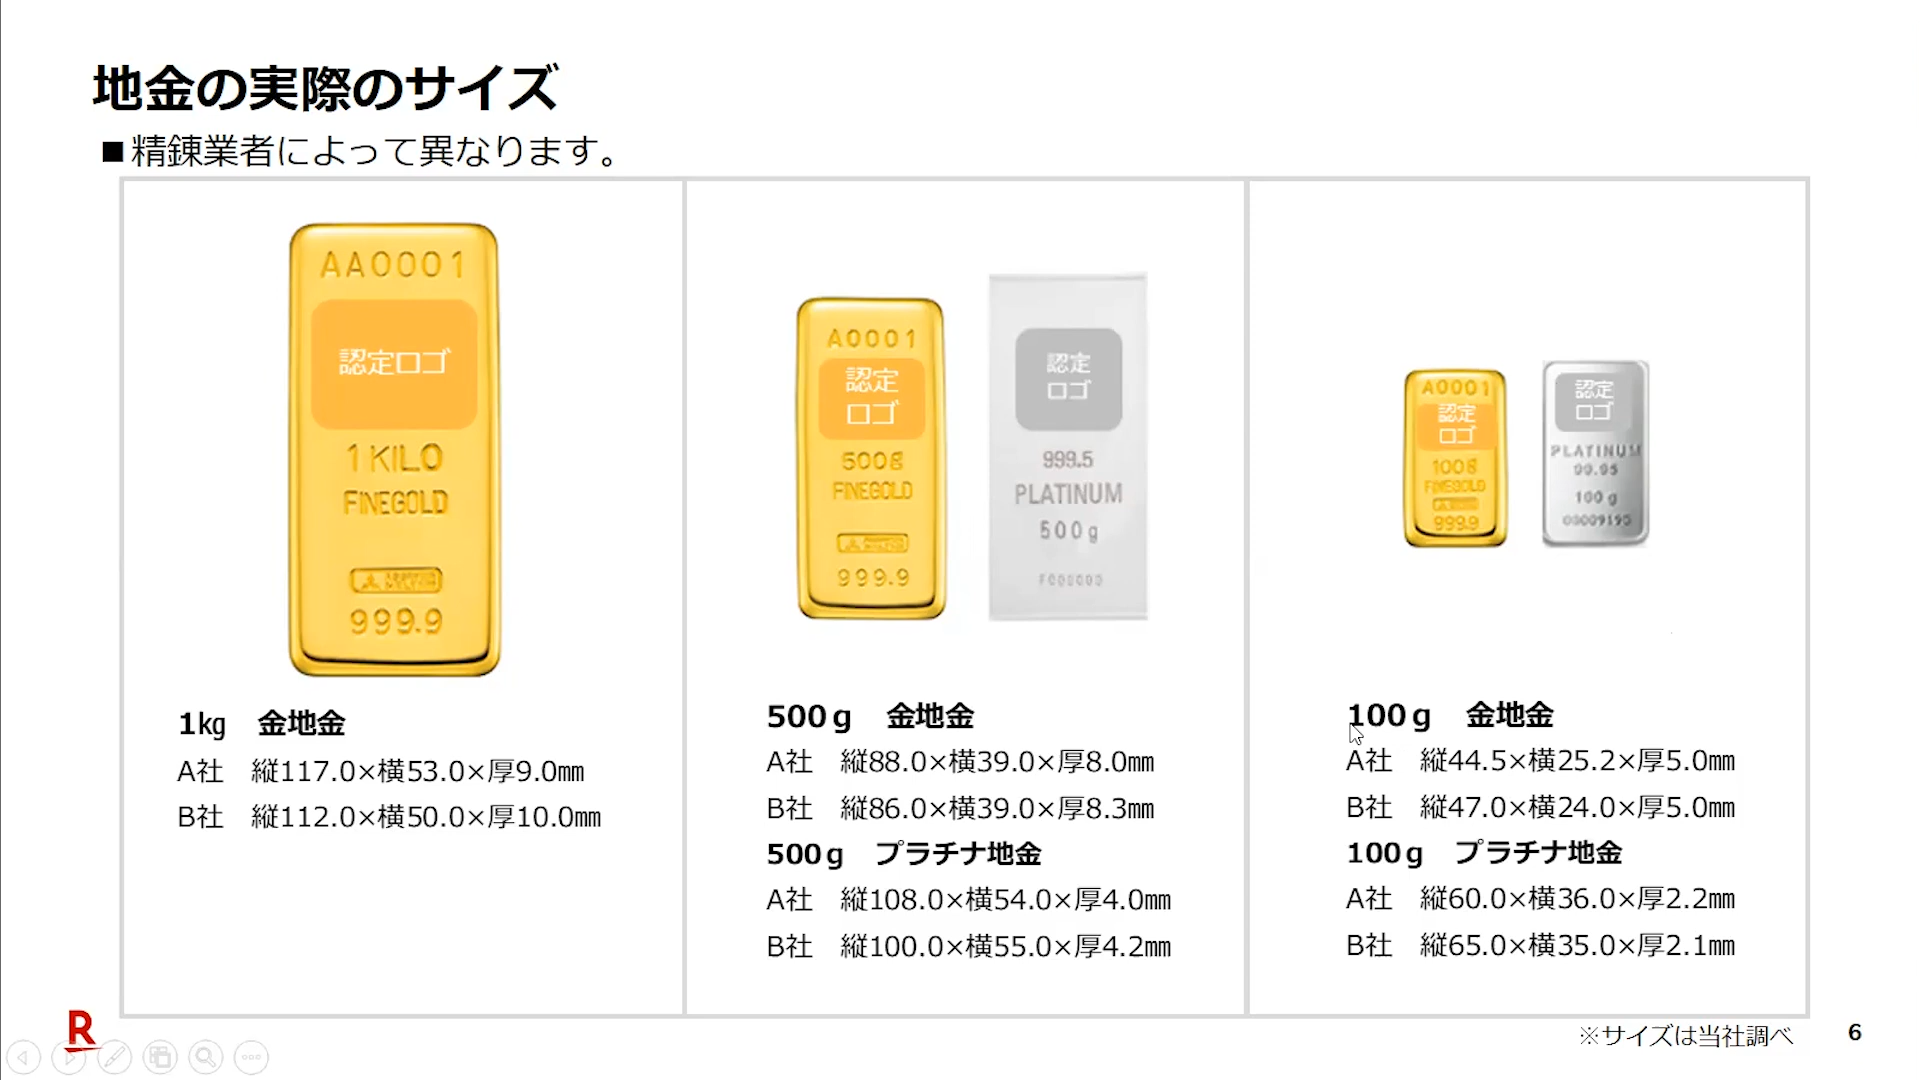 地金の実際のサイズ
■精錬業者によって異なります。
AA0001
認定ロゴ
1 KILO
FINEGOLD
999.9
1㎏　金地金
A社　縦117.0×横53.0×厚9.0㎜
B社　縦112.0×横50.0×厚10.0㎜
A0001
認定
ロゴ
500g
FINEGOLD
999.9
認定
ロゴ
999.5
PLATINUM
500g
F000000
500ｇ　金地金
A社　縦88.0×横39.0×厚8.0㎜
B社　縦86.0×横39.0×厚8.3㎜
500ｇ　プラチナ地金
A社　縦108.0×横54.0×厚4.0㎜
B社　縦100.0×横55.0×厚4.2㎜
A0001
認定
ロゴ
100g
FINEGOLD
999.9
認定
ロゴ
PLATINUM
99.95
100 g
100ｇ　金地金
A社　縦44.5×横25.2×厚5.0㎜
B社　縦47.0×横24.0×厚5.0㎜
100ｇ　プラチナ地金
A社　縦60.0×横36.0×厚2.2㎜
B社　縦65.0×横35.0×厚2.1㎜
R
※サイズは当社調べ
6